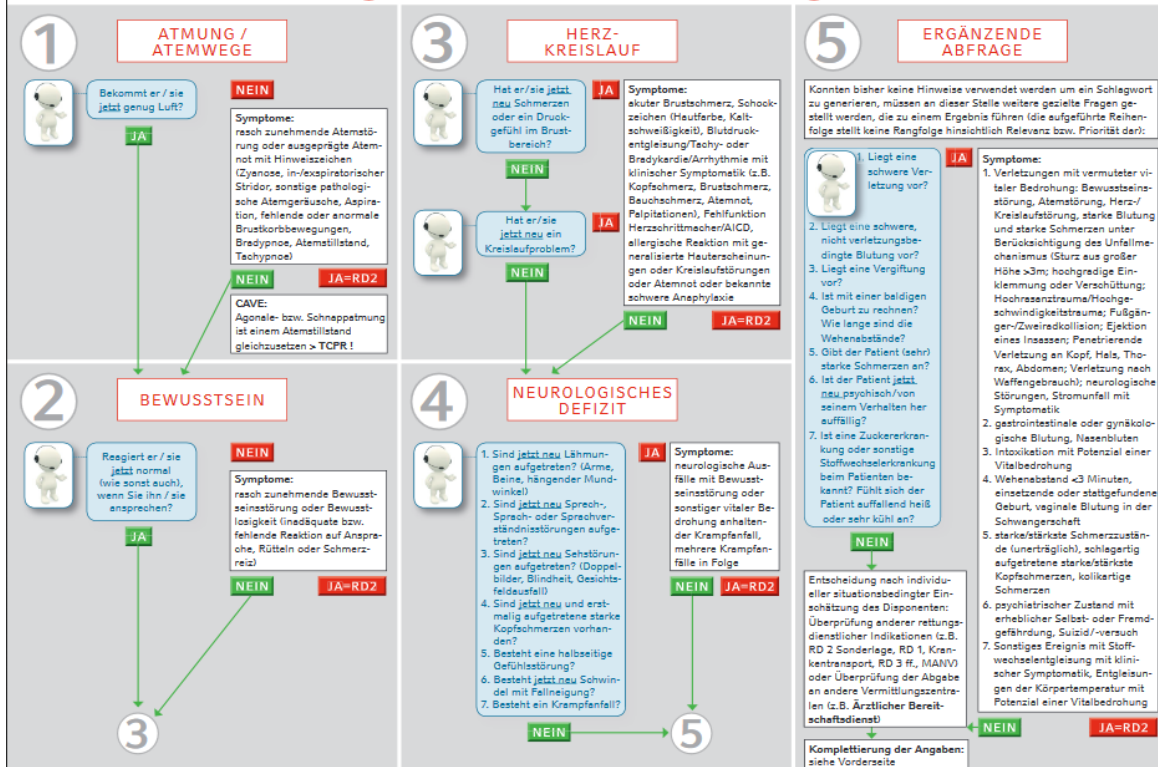 1
ATMUNG /
ATEMWEGE
Bekommt er / sie
jetzt genug Luft?
JA
NEIN
Symptome:
rasch zunehmende Atemstö-
rung oder ausgeprägte Atem-
not mit Hinweiszeichen
(Zyanose, in-/exspiratorischer
Stridor, sonstige pathologi-
sche Atemgeräusche, Aspira-
tion, fehlende oder anormale
Brustkorbbewegungen,
Bradypnoe, Atemstillstand,
Tachypnoe)
NEIN
JA=RD2
CAVE:
Agonale- bzw. Schnappatmung
ist einem Atemstillstand
gleichzusetzen > TCPR !
2
BEWUSSTSEIN
Reagiert er / sie
jetzt normal
(wie sonst auch),
wenn Sie ihn / sie
ansprechen?
JA
NEIN
Symptome:
rasch zunehmende Bewusst-
seinsstörung oder Bewusst-
losigkeit (inadäquate bzw.
fehlende Reaktion auf Anspra-
che, Rütteln oder Schmerz-
reiz)
NEIN
JA=RD2
3
3
HERZ-
KREISLAUF
Hat er/sie jetzt
neu Schmerzen
oder ein Druck-
gefühl im Brust-
bereich?
NEIN
Hat er/sie
jetzt neu ein
Kreislaufproblem?
NEIN
JA
JA
Symptome:
akuter Brustschmerz, Schock-
zeichen (Hautfarbe, Kalt-
schweißigkeit), Blutdruck-
entgleisung/Tachy- oder
Bradykardie/Arrhythmie mit
klinischer Symptomatik (z.B.
Kopfschmerz, Brustschmerz,
Bauchschmerz, Atemnot,
Palpitationen), Fehlfunktion
Herzschrittmacher/AICD,
allergische Reaktion mit ge-
neralisierte Hauterscheinun-
gen oder Kreislaufstörungen
oder Atemnot oder bekannte
schwere Anaphylaxie
NEIN
JA=RD2
4
NEUROLOGISCHES
DEFIZIT
1. Sind jetzt neu Lähmun-
gen aufgetreten? (Arme,
Beine, hängender Mund-
winkel)
2. Sind jetzt neu Sprech-,
Sprach- oder Sprachver-
ständnisstörungen aufge-
treten?
3. Sind jetzt neu Sehstörun-
gen aufgetreten? (Doppel-
bilder, Blindheit, Gesichts-
feldausfall)
4. Sind jetzt neu und erst-
malig aufgetretene starke
Kopfschmerzen vorhan-
den?
5. Besteht eine halbseitige
Gefühlsstörung?
6. Besteht jetzt neu Schwin-
del mit Fallneigung?
7. Besteht ein Krampfanfall?
NEIN
JA
Symptome:
neurologische Aus-
fälle mit Bewusst-
seinsstörung oder
sonstiger vitaler Be-
drohung anhalten-
der Krampfanfall,
mehrere Krampfan-
fälle in Folge
NEIN
JA=RD2
5
5
ERGÄNZENDE
ABFRAGE
Konnten bisher keine Hinweise verwendet werden um ein Schlagwort
zu generieren, müssen an dieser Stelle weitere gezielte Fragen ge-
stellt werden, die zu einem Ergebnis führen (die aufgeführte Reihen-
folge stellt keine Rangfolge hinsichtlich Relevanz bzw. Priorität dar):
1. Liegt eine
schwere Ver-
letzung vor?
2. Liegt eine schwere,
nicht verletzungsbe-
dingte Blutung vor?
3. Liegt eine Vergiftung
vor?
4. Ist mit einer baldigen
Geburt zu rechnen?
Wie lange sind die
Wehenabstände?
5. Gibt der Patient (sehr)
starke Schmerzen an?
6. Ist der Patient jetzt
neu psychisch/von
seinem Verhalten her
auffällig?
7. Ist eine Zuckererkran-
kung oder sonstige
Stoffwechselerkrankung
beim Patienten be-
kannt? Fühlt sich der
Patient auffallend heiß
oder sehr kühl an?
NEIN
JA
Symptome:
1. Verletzungen mit vermuteter vi-
taler Bedrohung: Bewusstseins-
störung, Atemstörung, Herz-/
Kreislaufstörung, starke Blutung
und starke Schmerzen unter
Berücksichtigung des Unfallme-
chanismus (Sturz aus großer
Höhe >3m; hochgradige Ein-
klemmung oder Verschüttung;
Hochrasanztrauma/Hochge-
schwindigkeitstrauma; Fußgän-
ger-/Zweiradkollision; Ejektion
eines Insassen; Penetrierende
Verletzung an Kopf, Hals, Tho-
rax, Abdomen; Verletzung nach
Waffengebrauch); neurologische
Störungen, Stromunfall mit
Symptomatik
2. gastrointestinale oder gynäkolo-
gische Blutung, Nasenbluten
3. Intoxikation mit Potenzial einer
Vitalbedrohung
4. Wehenabstand <3 Minuten,
einsetzende oder stattgefundene
Geburt, vaginale Blutung in der
Schwangerschaft
5. starke/stärkste Schmerzzustän-
de (unerträglich), schlagartig
aufgetretene starke/stärkste
Kopfschmerzen, kolikartige
Schmerzen
6. psychiatrischer Zustand mit
erheblicher Selbst- oder Fremd-
gefährdung, Suizid/-versuch
7. Sonstiges Ereignis mit Stoff-
wechselentgleisung mit klini-
scher Symptomatik, Entgleisun-
gen der Körpertemperatur mit
Potenzial einer Vitalbedrohung
NEIN
JA=RD2
Entscheidung nach individu-
eller situationsbedingter Ein-
schätzung des Disponenten:
Überprüfung anderer rettungs-
dienstlicher Indikationen (z.B.
RD 2 Sonderlage, RD 1, Kran-
kentransport, RD 3 ff., MANV)
oder Überprüfung der Abgabe
an andere Vermittlungszentra-
len (z.B. Ärztlicher Bereit-
schaftsdienst)
Komplettierung der Angaben:
siehe Vorderseite